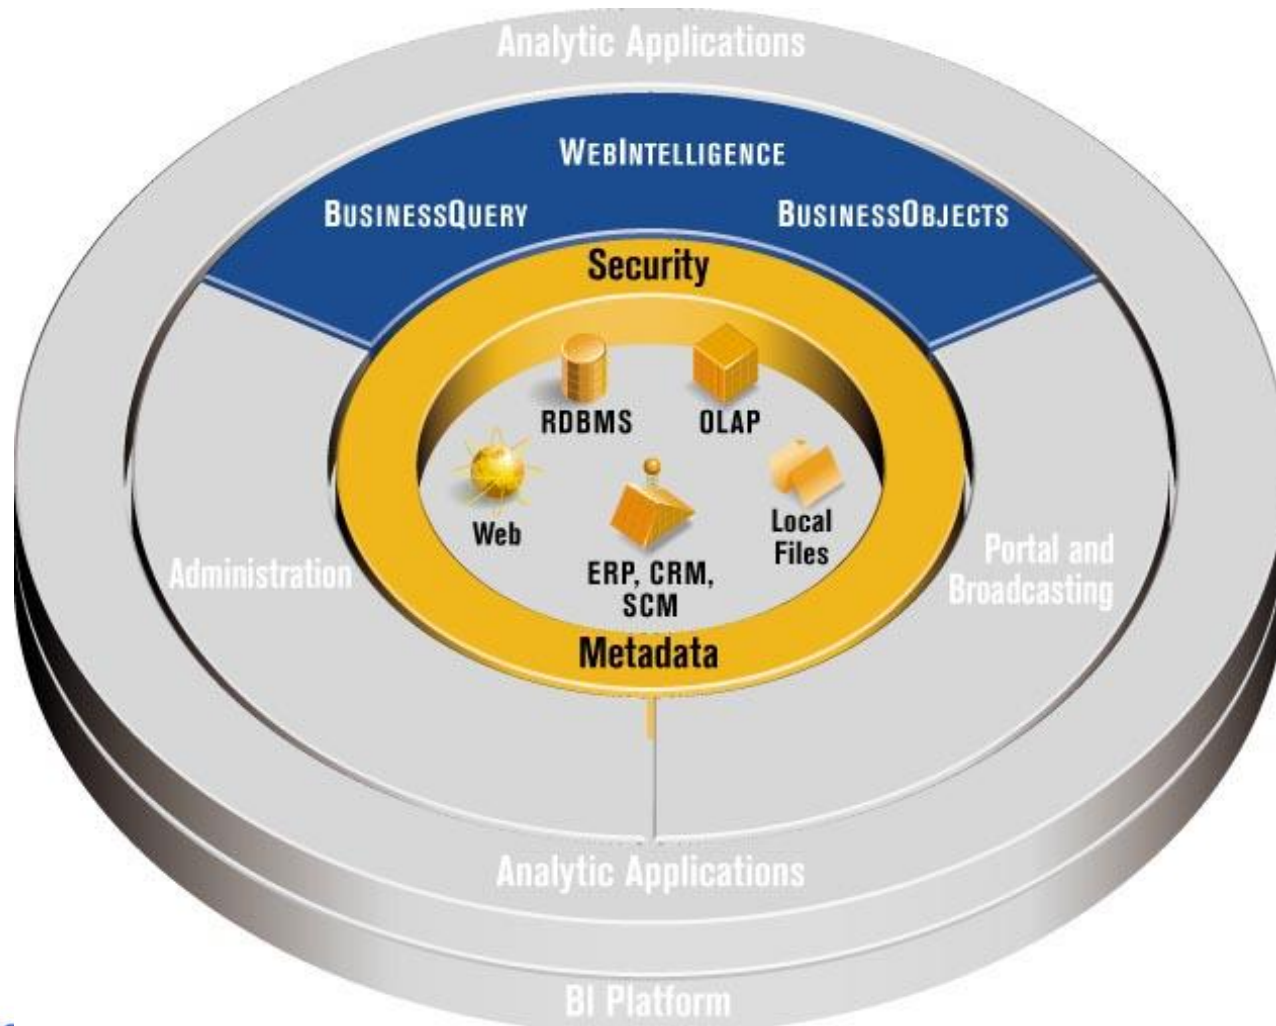 Analytic Applications
WEBINTELLIGENCE
BUSINESSQUERY
BUSINESSOBJECTS
Security
RDBMS
OLAP
Web
Local
Files
ERP, CRM,
SCM
Administration
Portal and
Broadcasting
Metadata
Analytic Applications
BI Platform